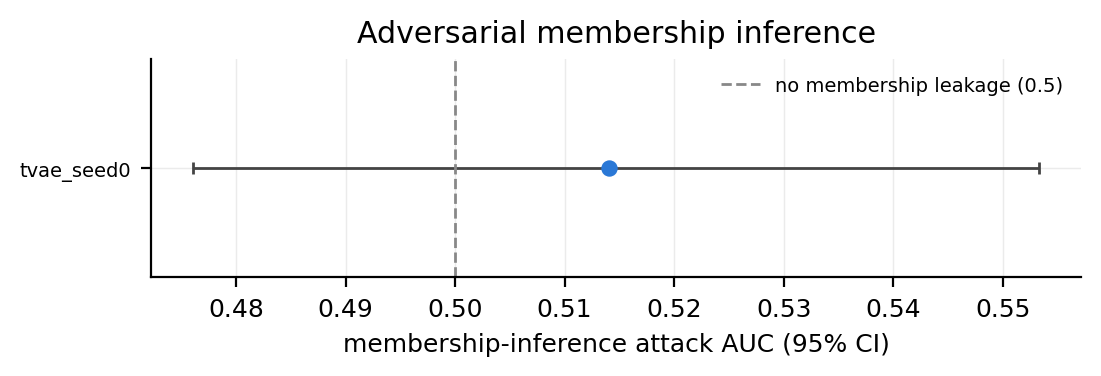 Adversarial membership inference
no membership leakage (0.5)
tvae_seed0
0.48 0.49 0.50 0.51 0.52 0.53 0.54 0.55
membership-inference attack AUC (95% CI)